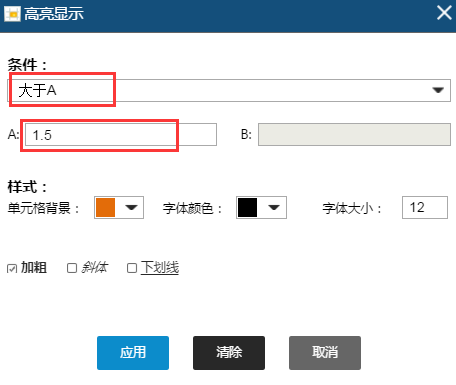 高亮显示
条件：
大于A
A: 1.5 B:
样式：
单元格背景： 字体颜色： 字体大小： 12
加粗 斜体 下划线
应用 清除 取消